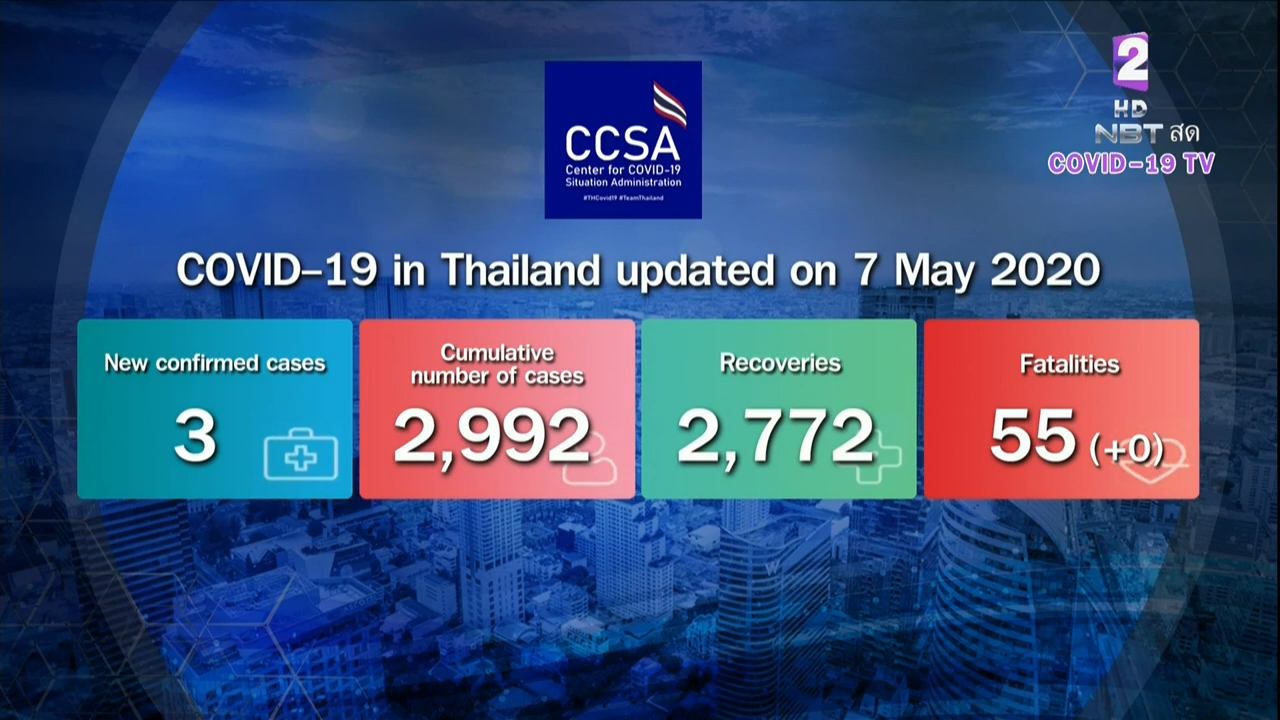 2
HD
NBT สด
COVID-19 TV
CCSA
Center for COVID-19
Situation Administration
#THCovid19 #TeamThailand
COVID-19 in Thailand updated on 7 May 2020
New confirmed cases
3
Cumulative
number of cases
2,992
Recoveries
2,772
Fatalities
55 (+0)
W